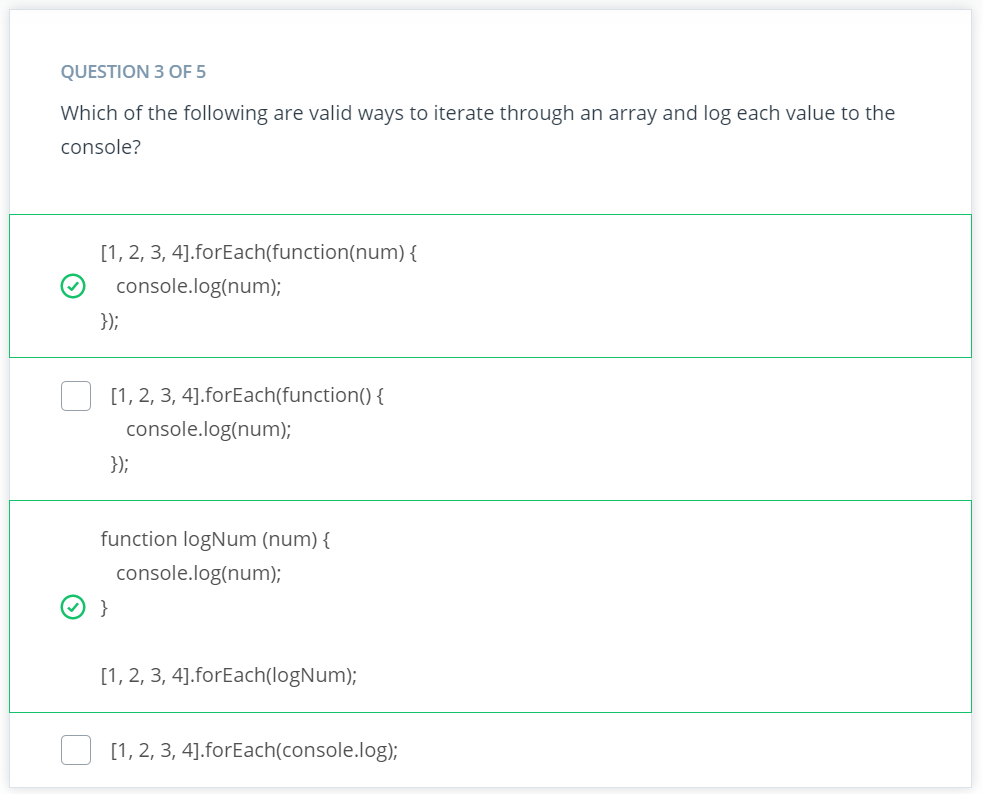 QUESTION 3 OF 5
Which of the following are valid ways to iterate through an array and log each value to the
console?
[1, 2, 3, 4].forEach(function(num) {
console.log(num);
});
[1, 2, 3, 4].forEach(function() {
console.log(num);
});
function logNum (num) {
console.log(num);
}
[1, 2, 3, 4].forEach(logNum);
[1, 2, 3, 4].forEach(console.log);